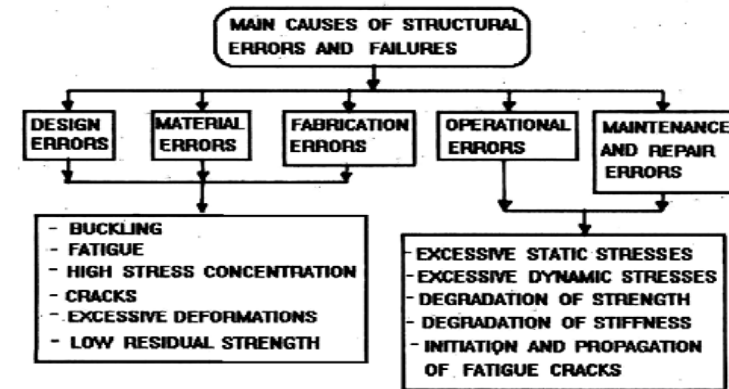 MAIN CAUSES OF STRUCTURAL
ERRORS AND FAILURES
DESIGN
ERRORS
MATERIAL
ERRORS
FABRICATION
ERRORS
OPERATIONAL
ERRORS
MAINTENANCE
AND REPAIR
ERRORS
- BUCKLING
- FATIGUE
- HIGH STRESS CONCENTRATION
- CRACKS
- EXCESSIVE DEFORMATIONS
- LOW RESIDUAL STRENGTH
- EXCESSIVE STATIC STRESSES
- EXCESSIVE DYNAMIC STRESSES
- DEGRADATION OF STRENGTH
- DEGRADATION OF STIFFNESS
- INITIATION AND PROPAGATION
OF FATIGUE CRACKS